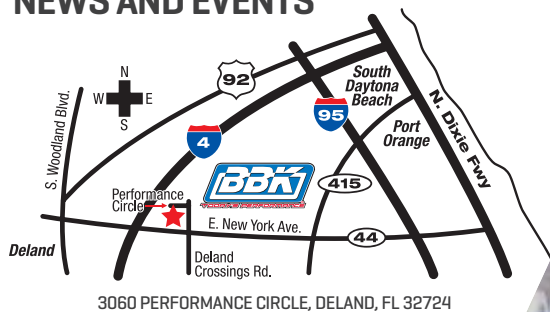 NEWS AND EVENTS
92
South
Daytona
Beach
N
W E
S
S. Woodland Blvd.
4
95
N. Dixie Fwy
Port
Orange
BBK
Performance
Circle
415
E. New York Ave.
44
Deland
Deland
Crossings Rd.
3060 PERFORMANCE CIRCLE, DELAND, FL 32724